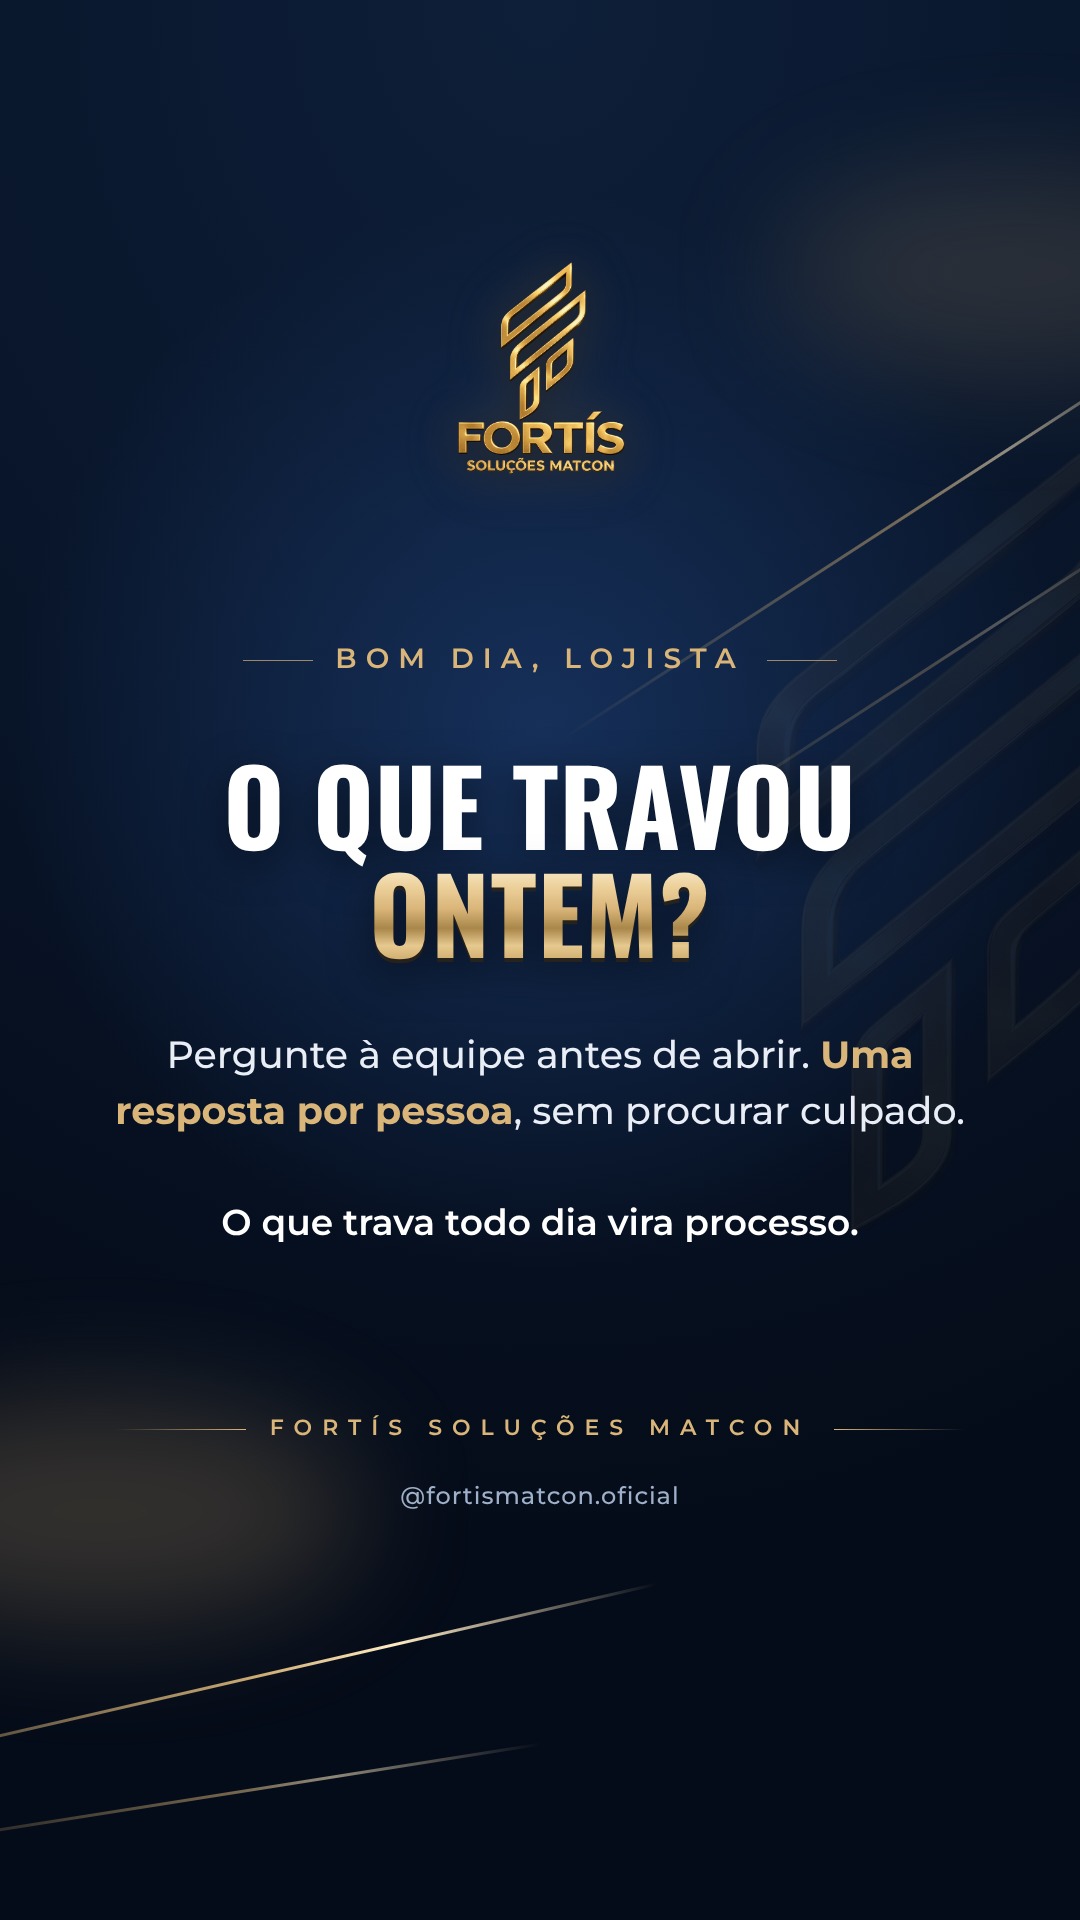 FORTÍS
SOLUÇÕES MATCON
BOM DIA, LOJISTA
O QUE TRAVOU
ONTEM?
Pergunte à equipe antes de abrir. Uma
resposta por pessoa, sem procurar culpado.
O que trava todo dia vira processo.
FORTÍS SOLUÇÕES MATCON
@fortismatcon.oficial